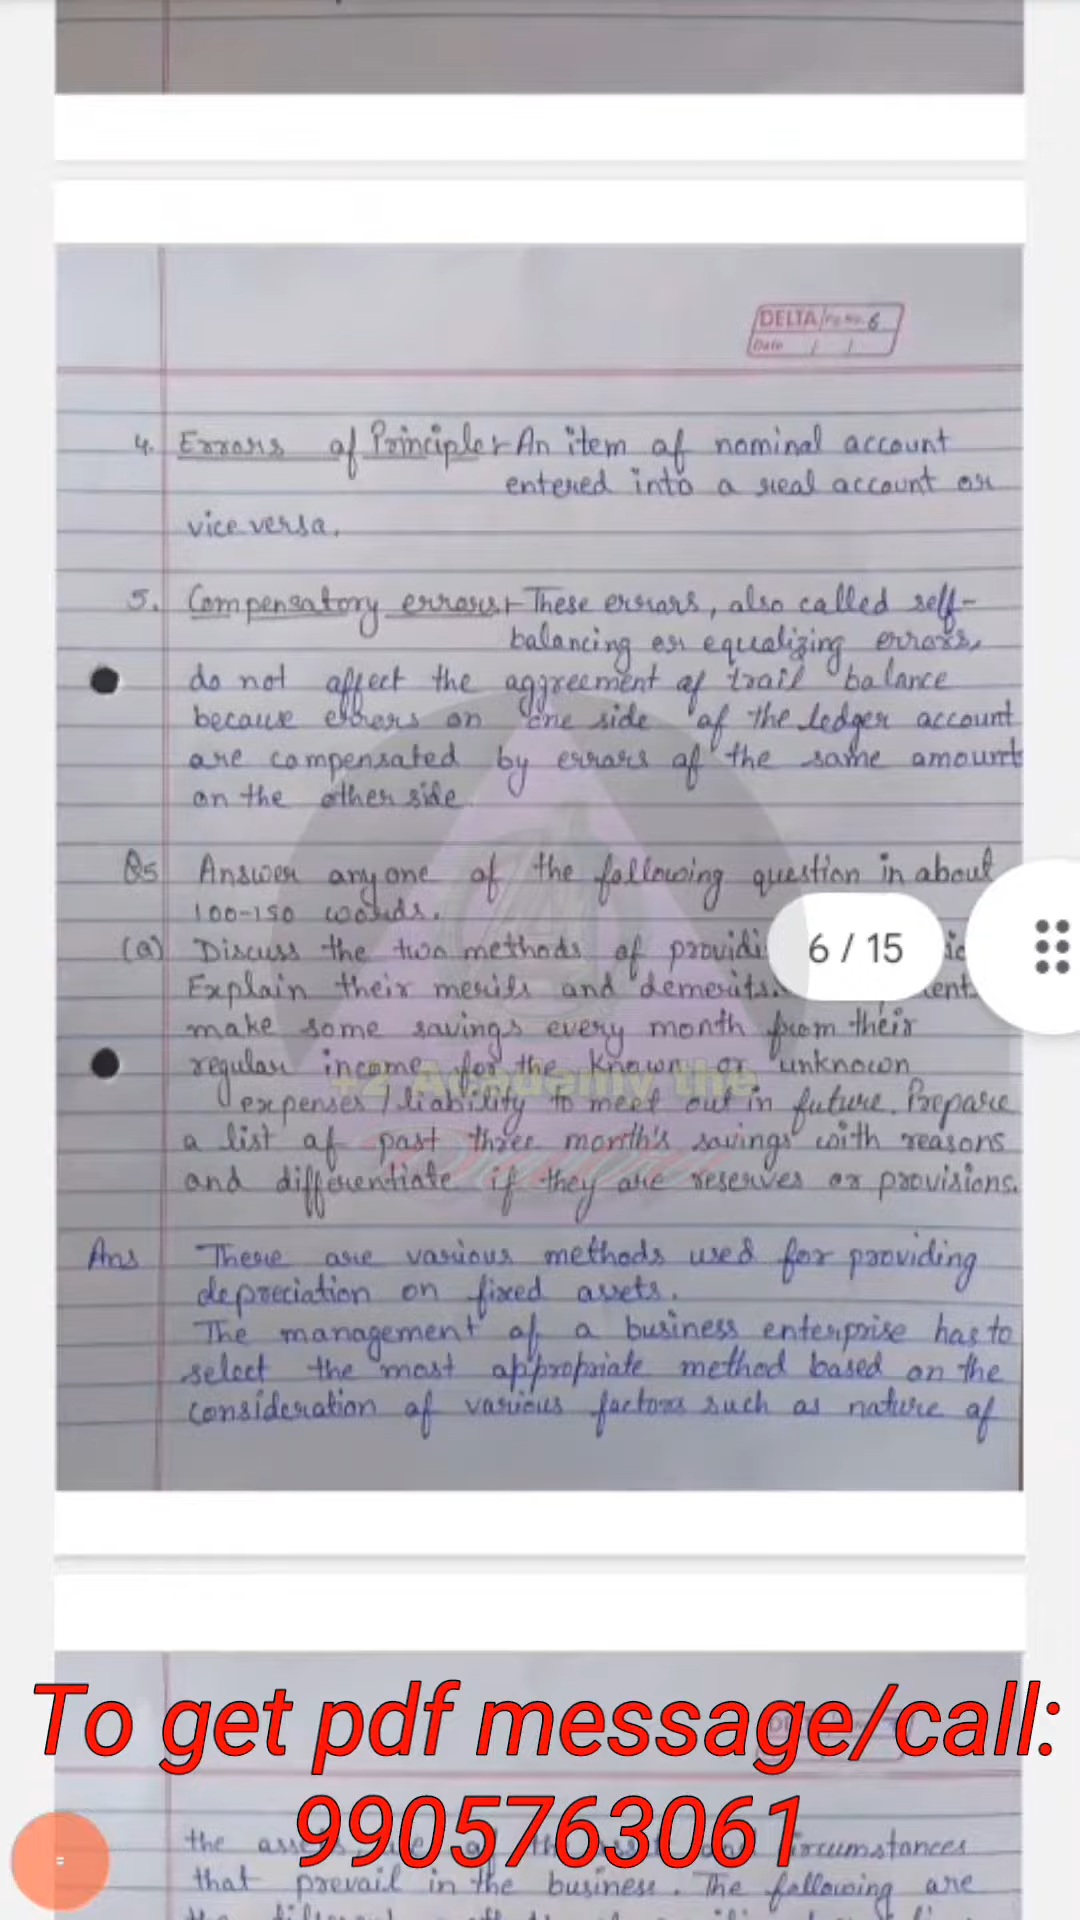 DELTA Pg No. 6
Date / /
4. Errors of Principle:- An item of nominal account
entered into a real account or
vice versa.
5. Compensatory errors:- These errors, also called self-
balancing or equalizing errors,
do not affect the aggreement of trail balance
because errors on one side of the ledger account
are compensated by errors of the same amount
on the other side.
Q5 Answer any one of the following question in about
100-150 words.
(a) Discuss the two methods of providi
6 / 15
Explain their merits and demerits.
make some savings every month from their
regular income for the known or unknown
+2 Academy the
expenses / liability to meet out in future. Prepare
a list of past three month's savings with reasons
and differentiate if they are reserves or provisions.
Ans There are various methods used for providing
depreciation on fixed assets.
The management of a business enterprise has to
select the most appropriate method based on the
consideration of various factors such as nature of
To get pdf message/call:
9905763061
the circumstances
that prevail in the business. The following are